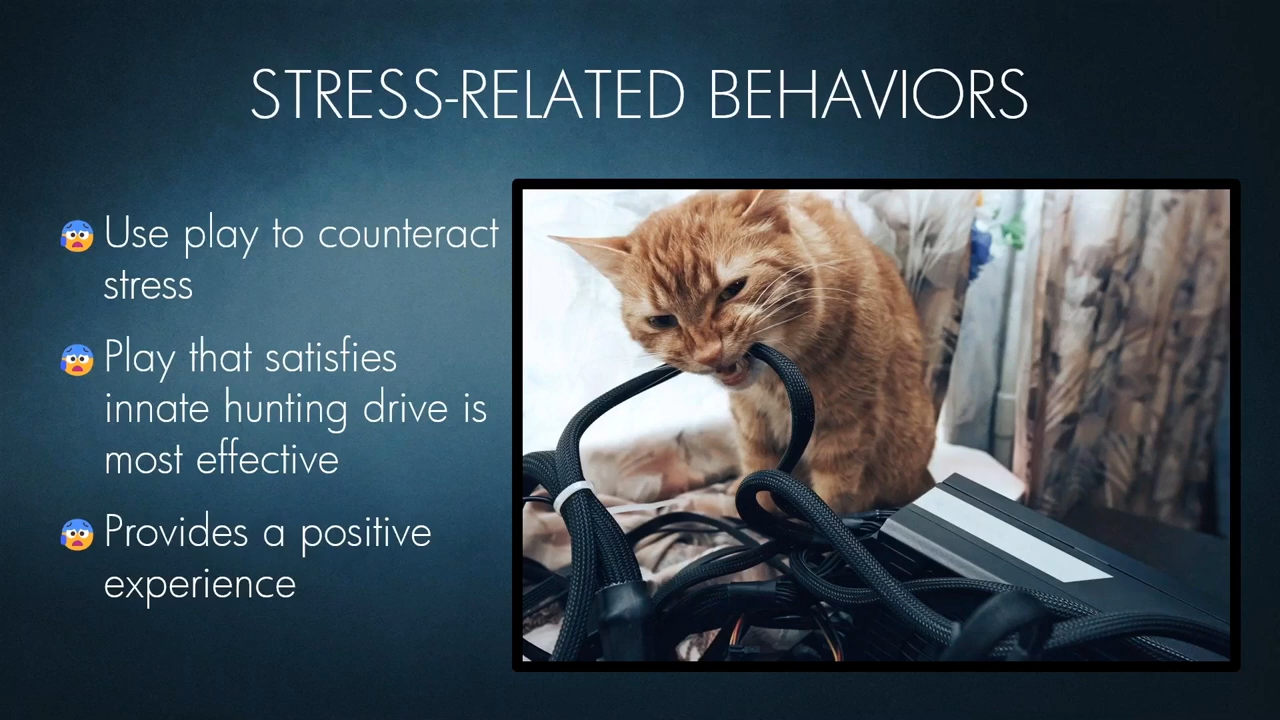 STRESS-RELATED BEHAVIORS
Use play to counteract
stress
Play that satisfies
innate hunting drive is
most effective
Provides a positive
experience